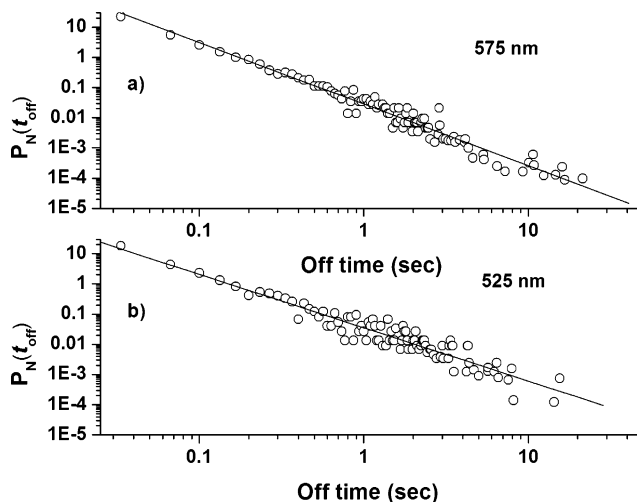 575 nm
a)
P_N(t_off)
10
1
0.1
0.01
1E-3
1E-4
1E-5
0.1 1 10
Off time (sec)
525 nm
b)
P_N(t_off)
10
1
0.1
0.01
1E-3
1E-4
1E-5
0.1 1 10
Off time (sec)